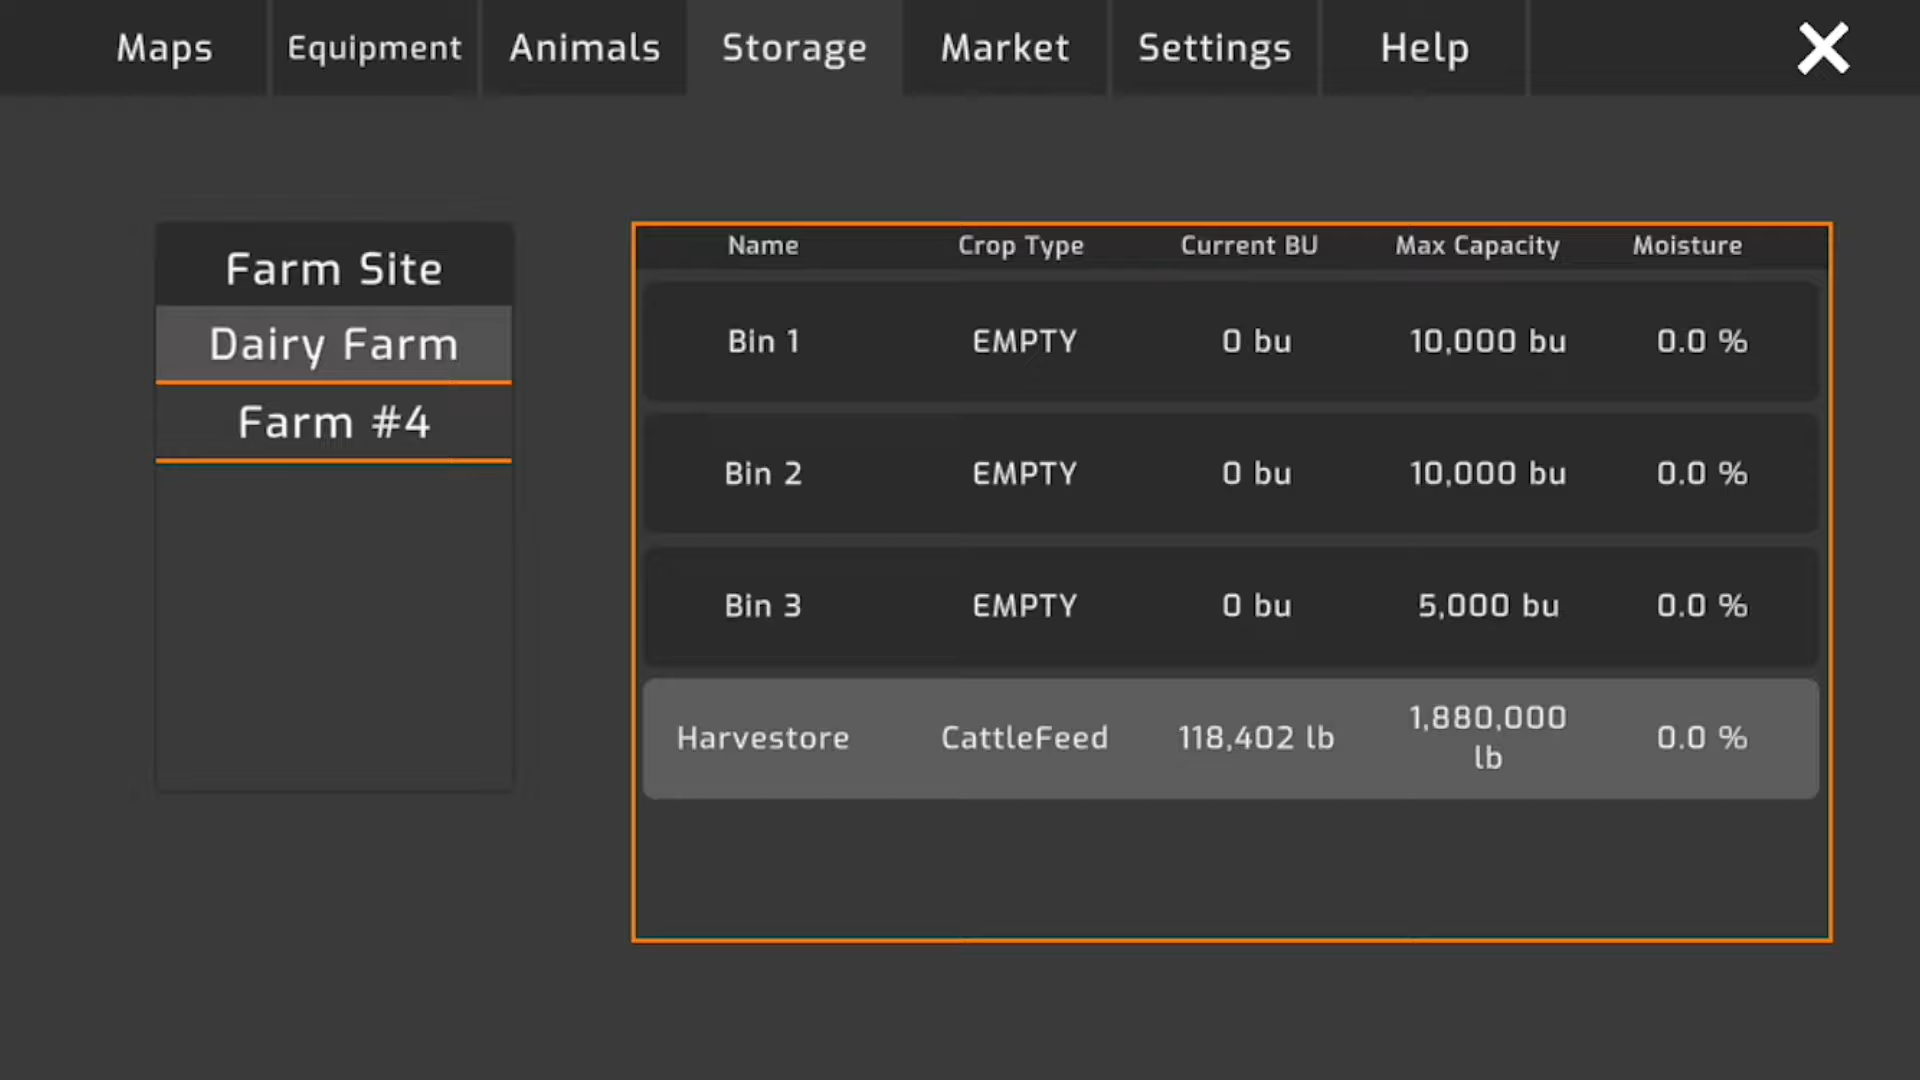 Maps Equipment Animals Storage Market Settings Help
Farm Site
Dairy Farm
Farm #4
Name Crop Type Current BU Max Capacity Moisture
Bin 1 EMPTY 0 bu 10,000 bu 0.0 %
Bin 2 EMPTY 0 bu 10,000 bu 0.0 %
Bin 3 EMPTY 0 bu 5,000 bu 0.0 %
Harvestore CattleFeed 118,402 lb 1,880,000
lb 0.0 %